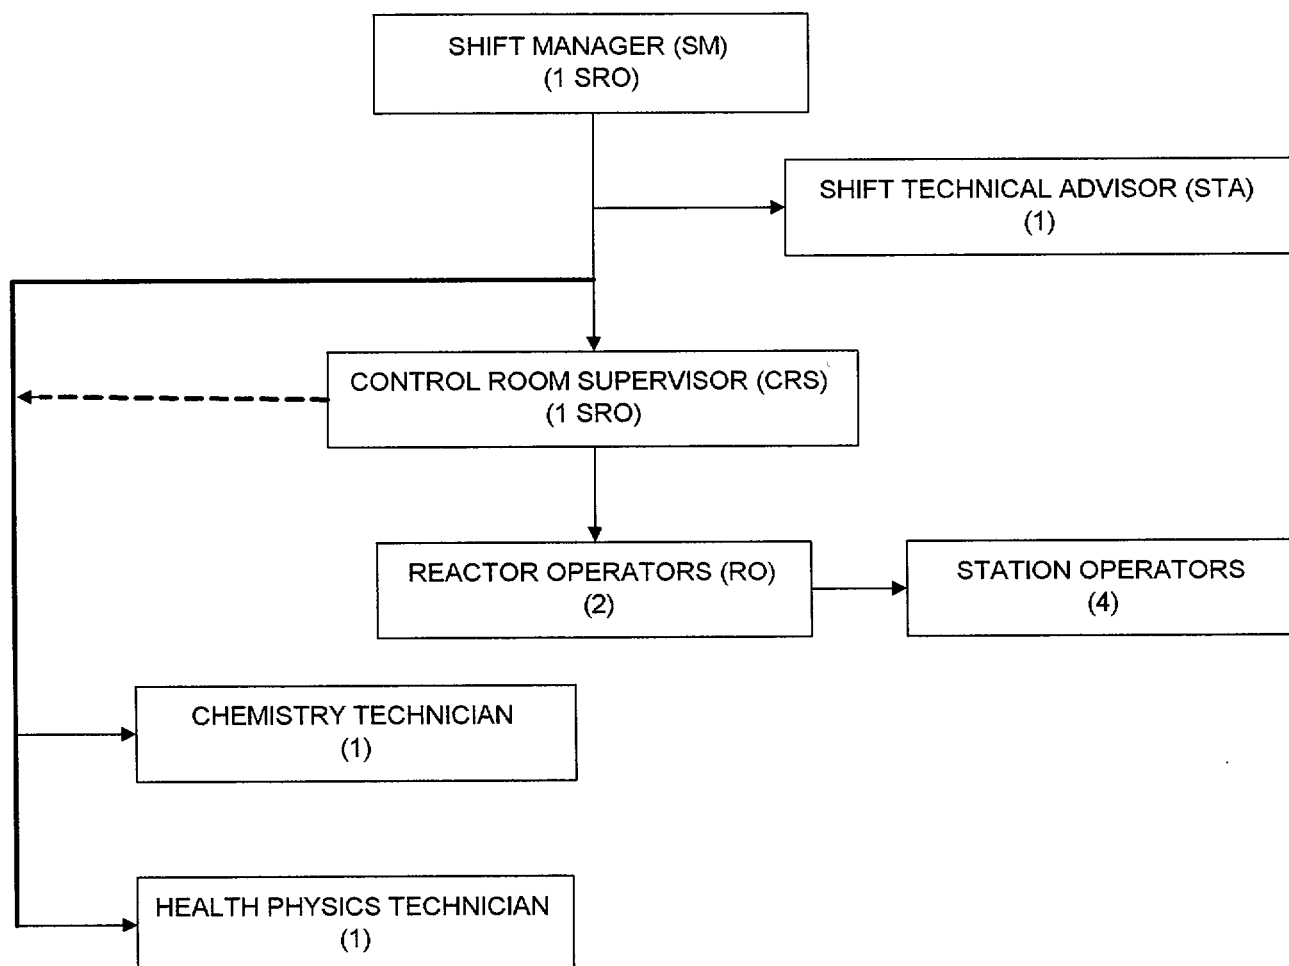 SHIFT MANAGER (SM)
(1 SRO)
SHIFT TECHNICAL ADVISOR (STA)
(1)
CONTROL ROOM SUPERVISOR (CRS)
(1 SRO)
REACTOR OPERATORS (RO)
(2)
STATION OPERATORS
(4)
CHEMISTRY TECHNICIAN
(1)
HEALTH PHYSICS TECHNICIAN
(1)